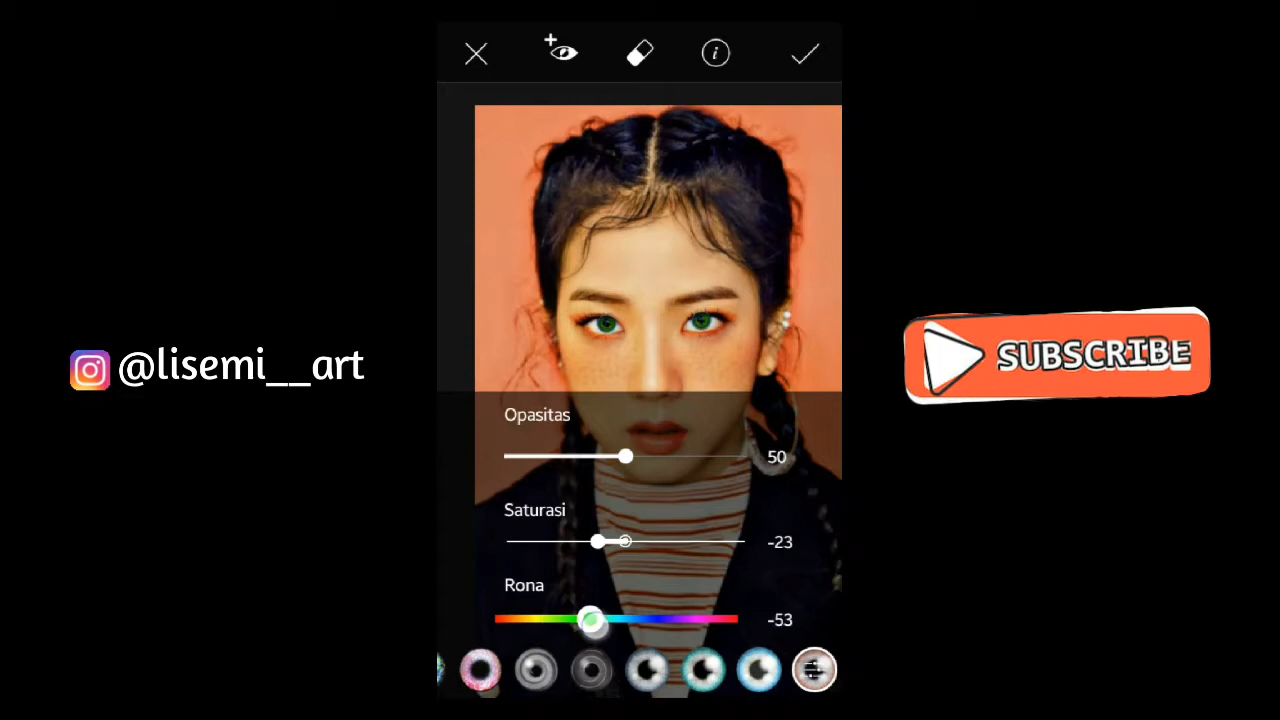 @lisemi__art
SUBSCRIBE
Opasitas
50
Saturasi
-23
Rona
-53